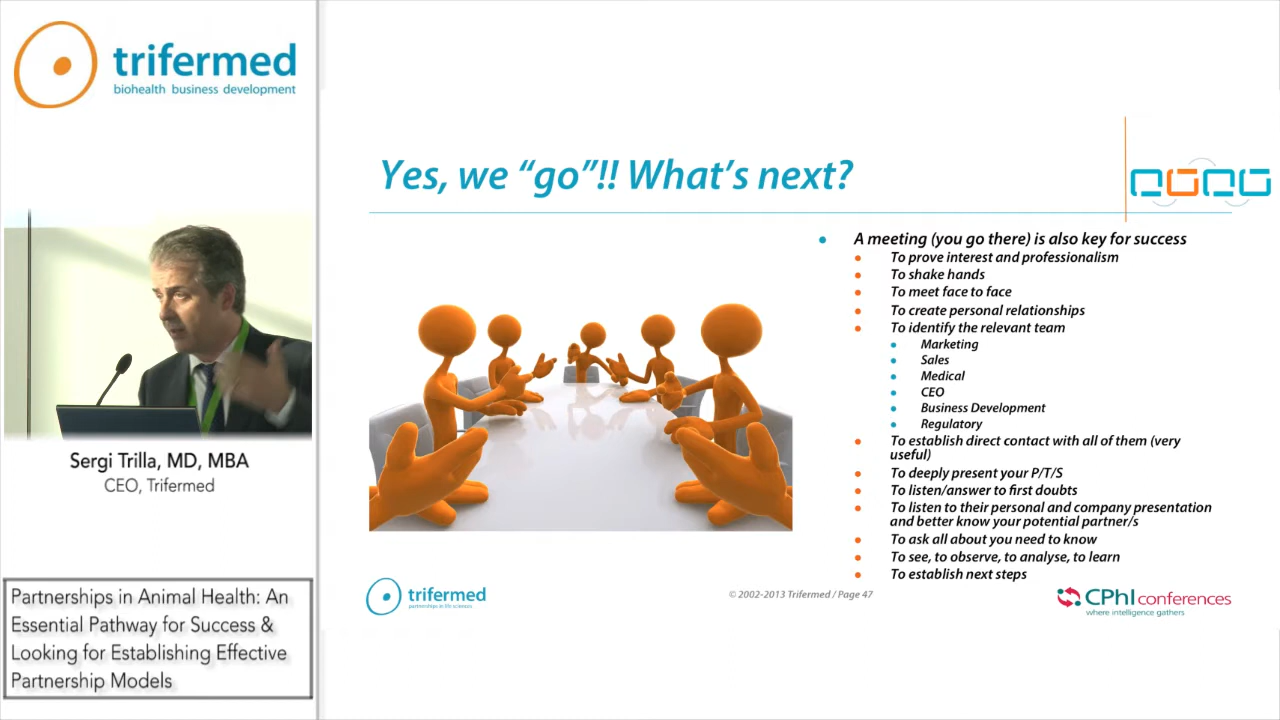 trifermed
biohealth business development
Sergi Trilla, MD, MBA
CEO, Trifermed
Partnerships in Animal Health: An
Essential Pathway for Success &
Looking for Establishing Effective
Partnership Models
Yes, we “go”!! What’s next?
A meeting (you go there) is also key for success
To prove interest and professionalism
To shake hands
To meet face to face
To create personal relationships
To identify the relevant team
Marketing
Sales
Medical
CEO
Business Development
Regulatory
To establish direct contact with all of them (very
useful)
To deeply present your P/T/S
To listen/answer to first doubts
To listen to their personal and company presentation
and better know your potential partner/s
To ask all about you need to know
To see, to observe, to analyse, to learn
To establish next steps
trifermed
partnerships in life sciences
© 2002-2013 Trifermed / Page 47
CPhI conferences
where intelligence gathers